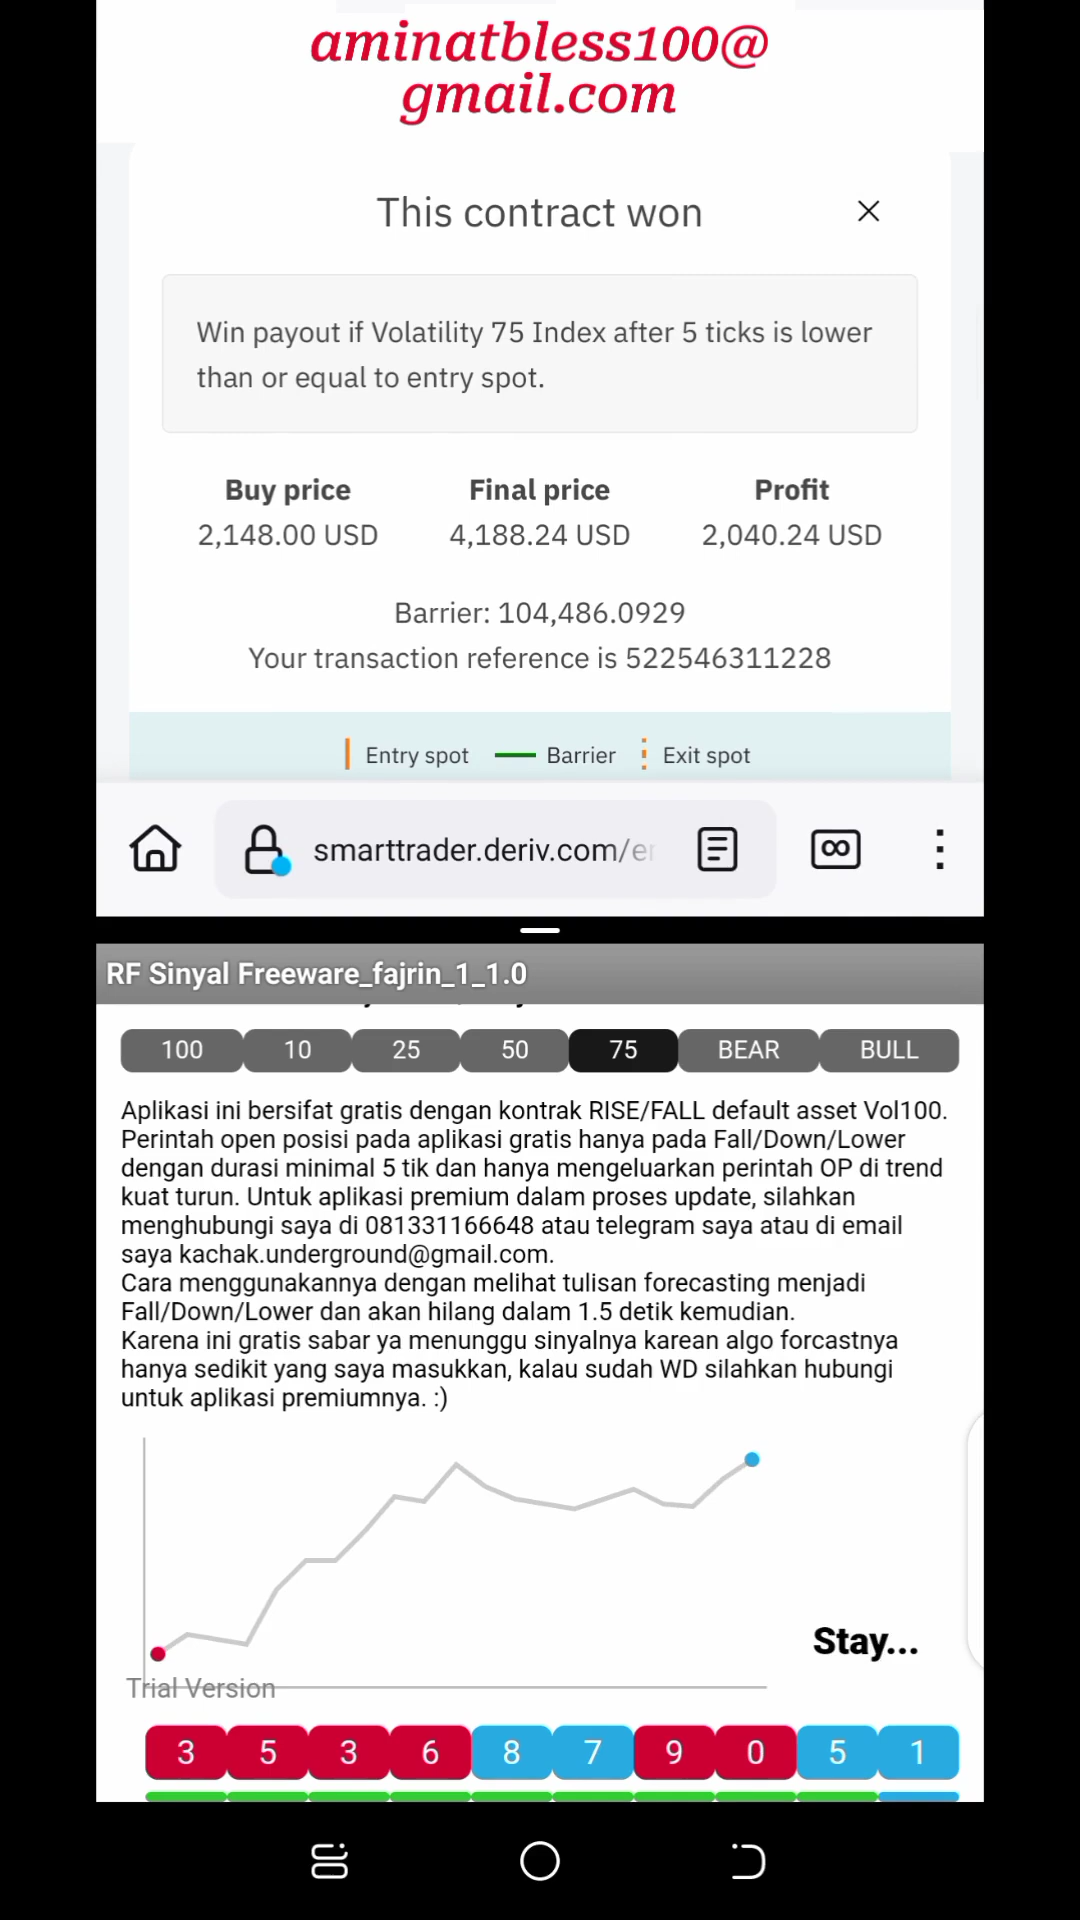 aminatbless100@
gmail.com
This contract won
Win payout if Volatility 75 Index after 5 ticks is lower
than or equal to entry spot.
Buy price Final price Profit
2,148.00 USD 4,188.24 USD 2,040.24 USD
Barrier: 104,486.0929
Your transaction reference is 522546311228
Entry spot Barrier Exit spot
smarttrader.deriv.com/e
RF Sinyal Freeware_fajrin_1_1.0
100 10 25 50 75 BEAR BULL
Aplikasi ini bersifat gratis dengan kontrak RISE/FALL default asset Vol100.
Perintah open posisi pada aplikasi gratis hanya pada Fall/Down/Lower
dengan durasi minimal 5 tik dan hanya mengeluarkan perintah OP di trend
kuat turun. Untuk aplikasi premium dalam proses update, silahkan
menghubungi saya di 081331166648 atau telegram saya atau di email
saya kachak.underground@gmail.com.
Cara menggunakannya dengan melihat tulisan forecasting menjadi
Fall/Down/Lower dan akan hilang dalam 1.5 detik kemudian.
Karena ini gratis sabar ya menunggu sinyalnya karean algo forcastnya
hanya sedikit yang saya masukkan, kalau sudah WD silahkan hubungi
untuk aplikasi premiumnya. :)
Stay...
Trial Version
3 5 3 6 8 7 9 0 5 1